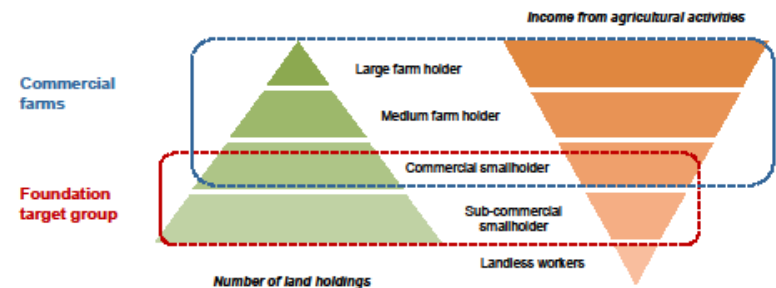 Income from agricultural activities
Commercial
farms
Large farm holder
Medium farm holder
Commercial smallholder
Foundation
target group
Sub-commercial
smallholder
Landless workers
Number of land holdings